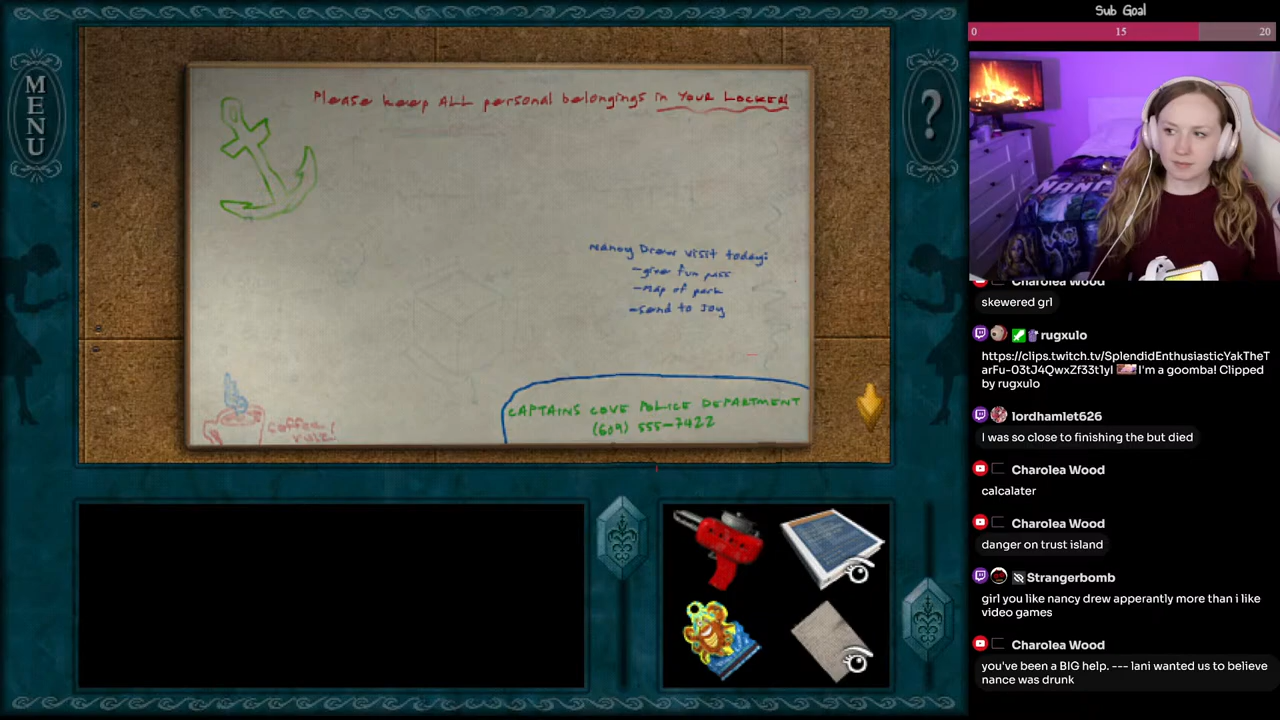 Sub Goal
0 15 20
MENU
?
Please keep ALL personal belongings in YOUR LOCKER
Nancy Drew visit today:
-give fun pass
-Map of park
-send to Joy
CAPTAINS COVE POLICE DEPARTMENT
(609) 555-7422
coffee
Charolea Wood
skewered grl
rugxulo
https://clips.twitch.tv/SplendidEnthusiasticYakTheT
arFu-03tJ4QwxZf33t1yI I'm a goomba! Clipped
by rugxulo
lordhamlet626
I was so close to finishing the but died
Charolea Wood
calcalater
Charolea Wood
danger on trust island
Strangerbomb
girl you like nancy drew apperantly more than i like
video games
Charolea Wood
you've been a BIG help. --- lani wanted us to believe
nance was drunk